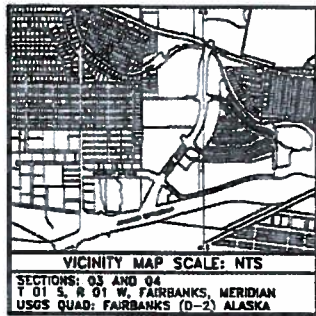 VICINITY MAP SCALE: NTS
SECTIONS: 03 AND 04
T 01 S, R 01 W, FAIRBANKS, MERIDIAN
USGS QUAD: FAIRBANKS (D-2) ALASKA